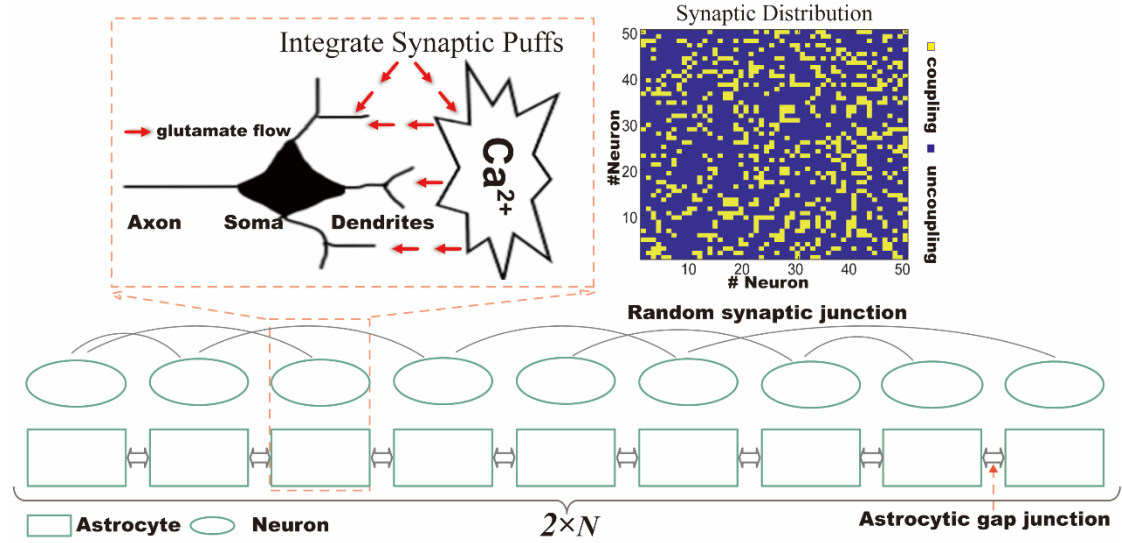 Integrate Synaptic Puffs
glutamate flow
Ca2+
Axon Soma Dendrites
Synaptic Distribution
50
40
30
20
10
#Neuron
10 20 30 40 50
# Neuron
coupling
uncoupling
Random synaptic junction
2×N
Astrocyte
Neuron
Astrocytic gap junction